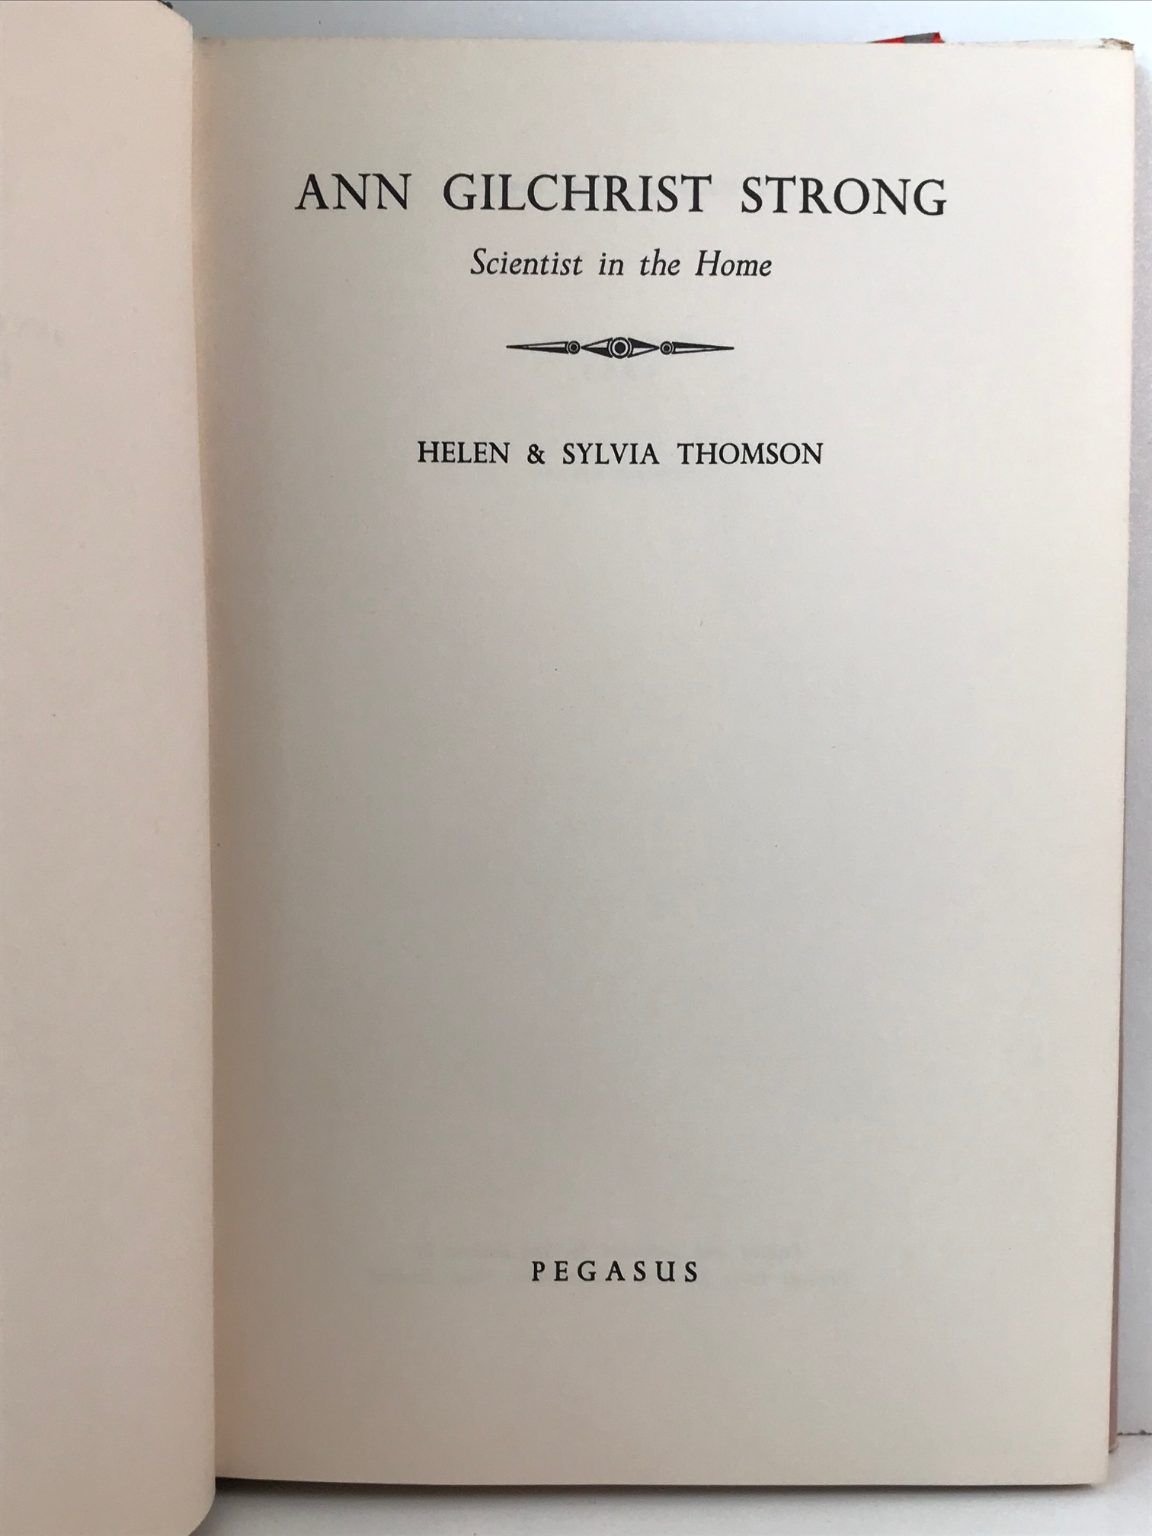 ANN GILCHRIST STRONG
Scientist in the Home
HELEN & SYLVIA THOMSON
PEGASUS